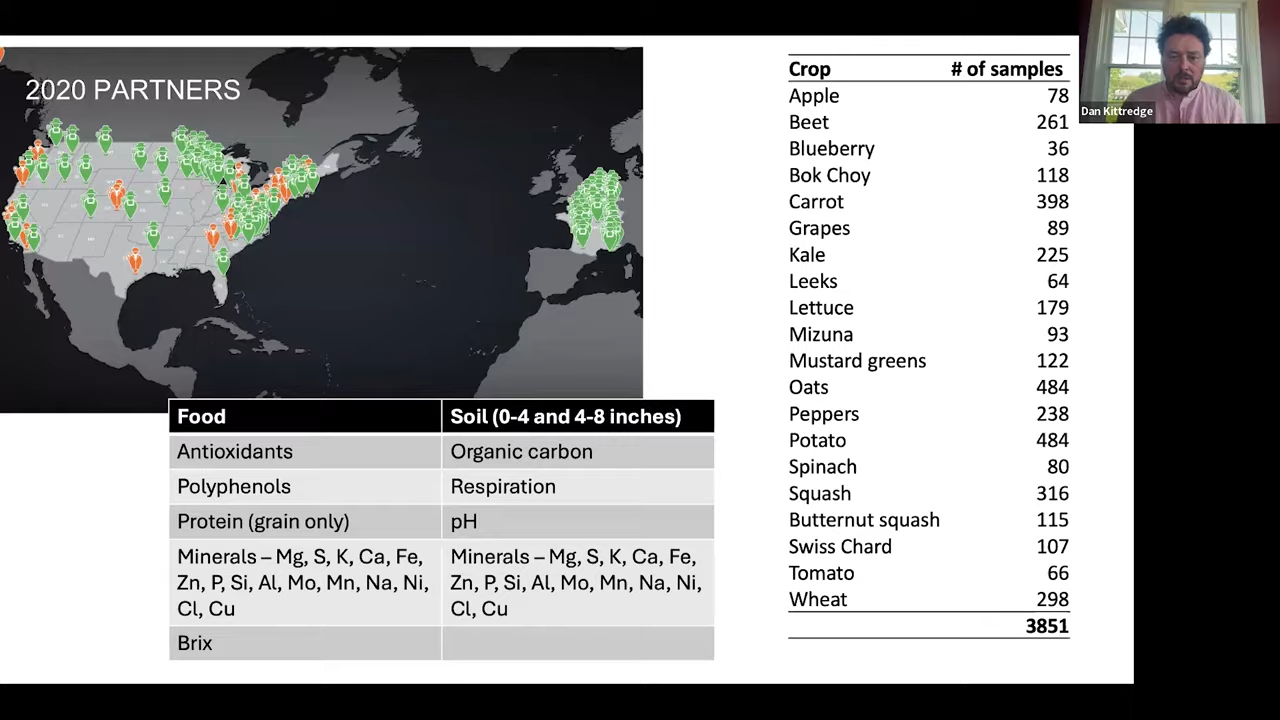 2020 PARTNERS
Crop # of samples
Apple 78
Beet 261
Blueberry 36
Bok Choy 118
Carrot 398
Grapes 89
Kale 225
Leeks 64
Lettuce 179
Mizuna 93
Mustard greens 122
Oats 484
Peppers 238
Potato 484
Spinach 80
Squash 316
Butternut squash 115
Swiss Chard 107
Tomato 66
Wheat 298
3851
Food Soil (0-4 and 4-8 inches)
Antioxidants Organic carbon
Polyphenols Respiration
Protein (grain only) pH
Minerals – Mg, S, K, Ca, Fe, Minerals – Mg, S, K, Ca, Fe,
Zn, P, Si, Al, Mo, Mn, Na, Ni, Zn, P, Si, Al, Mo, Mn, Na, Ni,
Cl, Cu Cl, Cu
Brix
Dan Kittredge